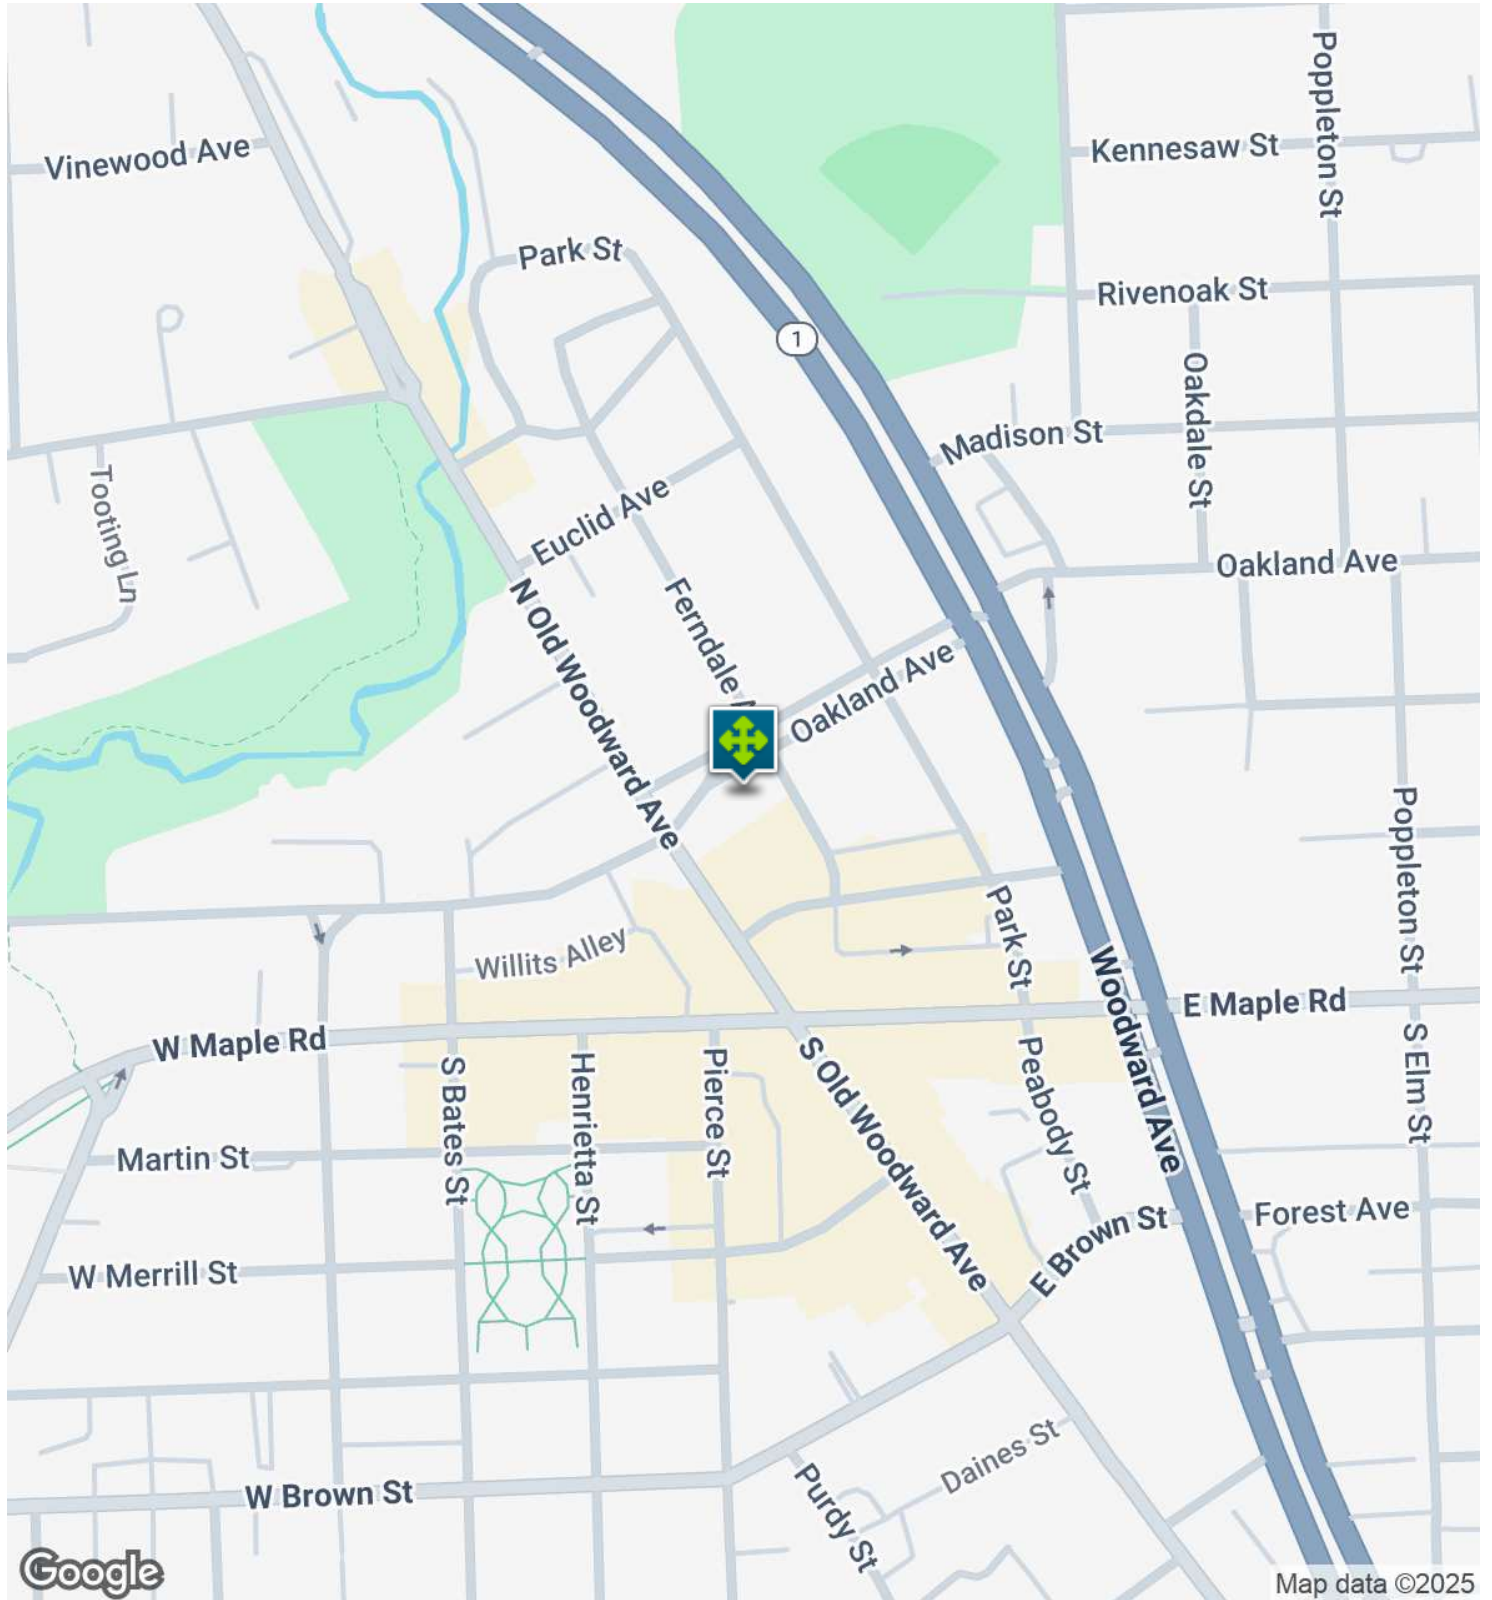 Poppleton St
Vinewood Ave
Kennesaw St
Park St
Rivenoak St
1
Oakdale St
Madison St
Tooting Ln
Euclid Ave
Oakland Ave
N Old Woodward Ave
Ferndale
Oakland Ave
Poppleton St
Park St
Willits Alley
Woodward Ave
E Maple Rd
W Maple Rd
S Old Woodward Ave
S Elm St
S Bates St
Henrietta St
Pierce St
Peabody St
Martin St
Forest Ave
E Brown St
W Merrill St
Daines St
W Brown St
Purdy St
Google
Map data ©2025